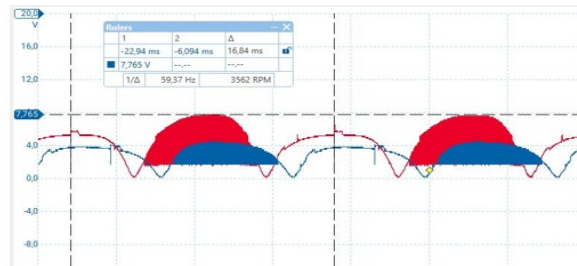 20,0
V
16,0
12,0
7,765
4,0
0,0
-4,0
-8,0
Rulers
1 2 Δ
-22,94 ms -6,094 ms 16,84 ms
7,765 V --,-- --,--
1/Δ 59,37 Hz 3562 RPM